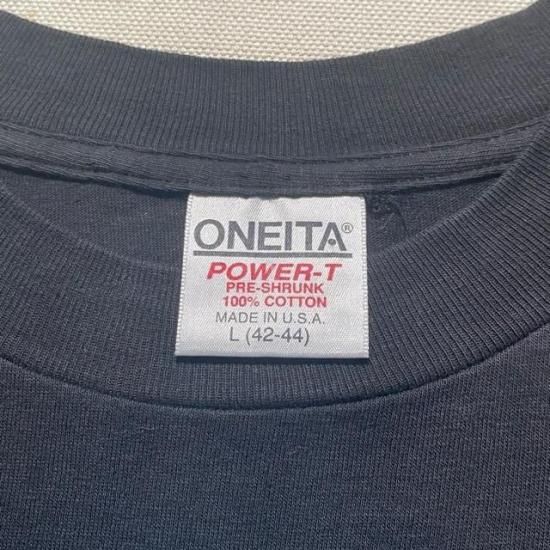 ONEITA®
POWER-T
PRE-SHRUNK
100% COTTON
MADE IN U.S.A.
L (42-44)